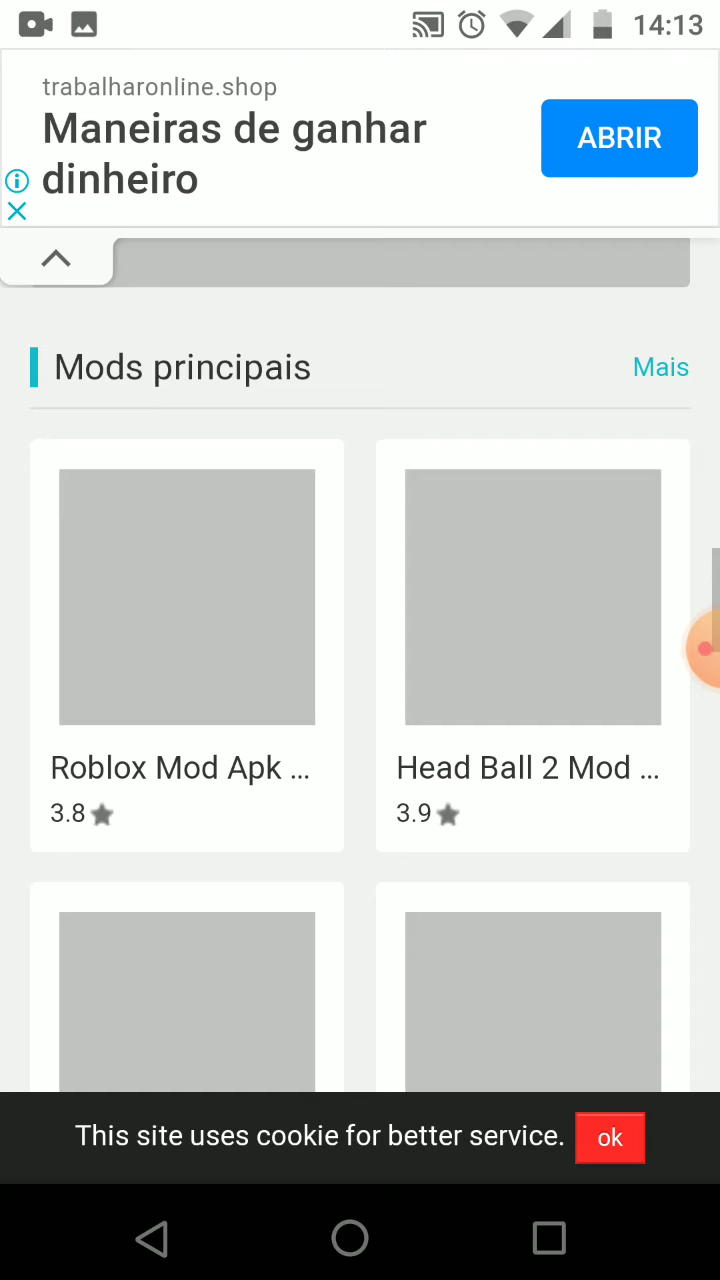 14:13
trabalharonline.shop
Maneiras de ganhar
dinheiro
ABRIR
Mods principais
Mais
Roblox Mod Apk ...
Head Ball 2 Mod ...
3.8
3.9
This site uses cookie for better service.
ok